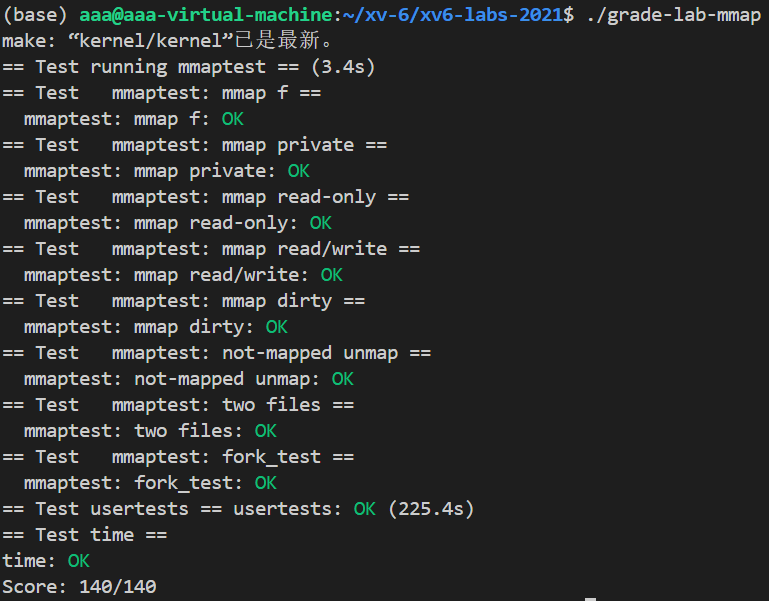 (base) aaa@aaa-virtual-machine:~/xv-6/xv6-labs-2021$ ./grade-lab-mmap
make: “kernel/kernel”已是最新。
== Test running mmaptest == (3.4s)
== Test   mmaptest: mmap f ==
  mmaptest: mmap f: OK
== Test   mmaptest: mmap private ==
  mmaptest: mmap private: OK
== Test   mmaptest: mmap read-only ==
  mmaptest: mmap read-only: OK
== Test   mmaptest: mmap read/write ==
  mmaptest: mmap read/write: OK
== Test   mmaptest: mmap dirty ==
  mmaptest: mmap dirty: OK
== Test   mmaptest: not-mapped unmap ==
  mmaptest: not-mapped unmap: OK
== Test   mmaptest: two files ==
  mmaptest: two files: OK
== Test   mmaptest: fork_test ==
  mmaptest: fork_test: OK
== Test usertests == usertests: OK (225.4s)
== Test time ==
time: OK
Score: 140/140